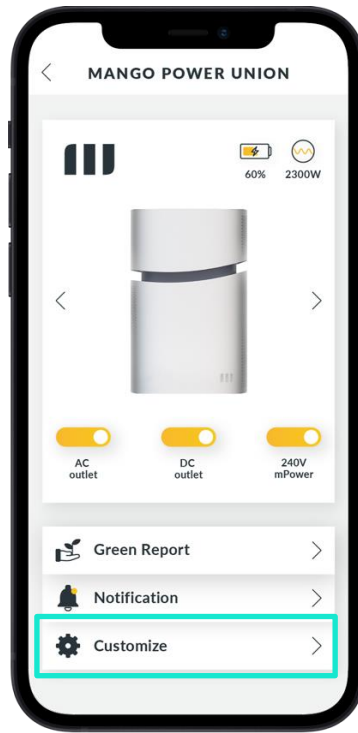 MANGO POWER UNION
60%
2300W
AC
outlet
DC
outlet
240V
mPower
Green Report
Notification
Customize